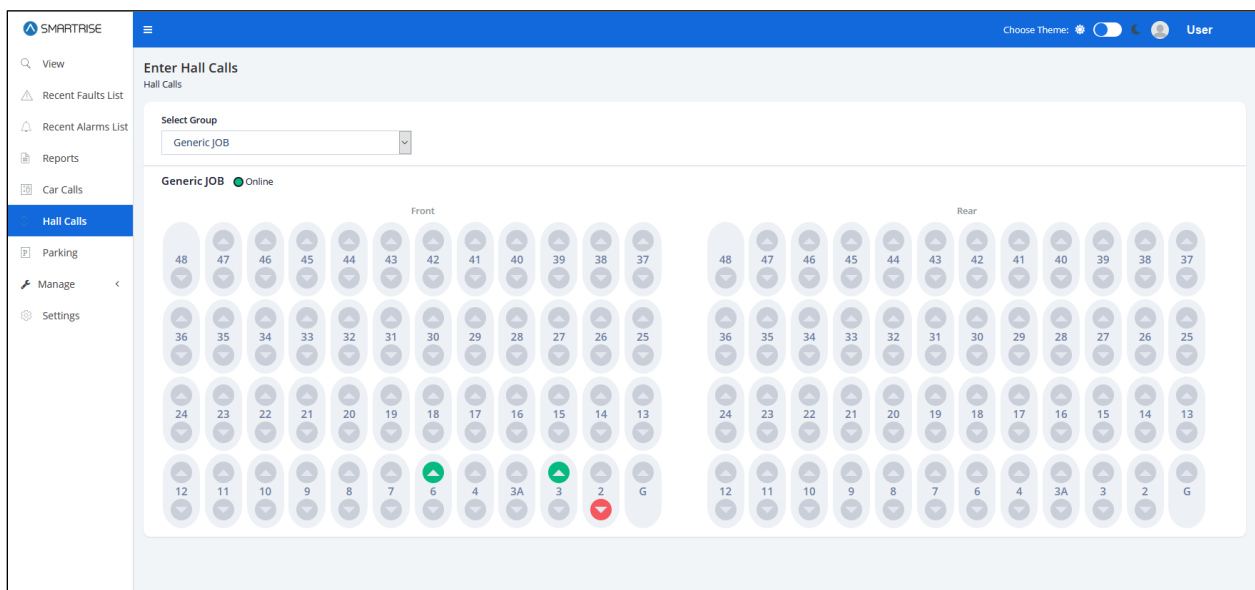 SMARTRISE
Choose Theme:
User
View
Recent Faults List
Recent Alarms List
Reports
Car Calls
Hall Calls
Parking
Manage
Settings
Enter Hall Calls
Hall Calls
Select Group
Generic JOB
Generic JOB Online
Front
48 47 46 45 44 43 42 41 40 39 38 37
36 35 34 33 32 31 30 29 28 27 26 25
24 23 22 21 20 19 18 17 16 15 14 13
12 11 10 9 8 7 6 4 3A 3 2 G
Rear
48 47 46 45 44 43 42 41 40 39 38 37
36 35 34 33 32 31 30 29 28 27 26 25
24 23 22 21 20 19 18 17 16 15 14 13
12 11 10 9 8 7 6 4 3A 3 2 G